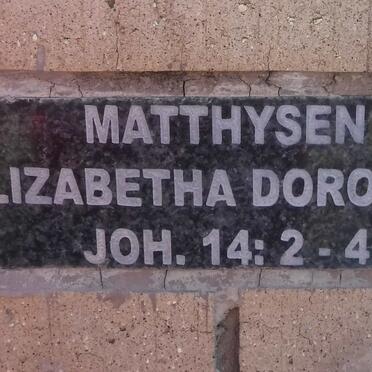 MATTHYSEN
LIZABETHA DORO
JOH. 14: 2 - 4